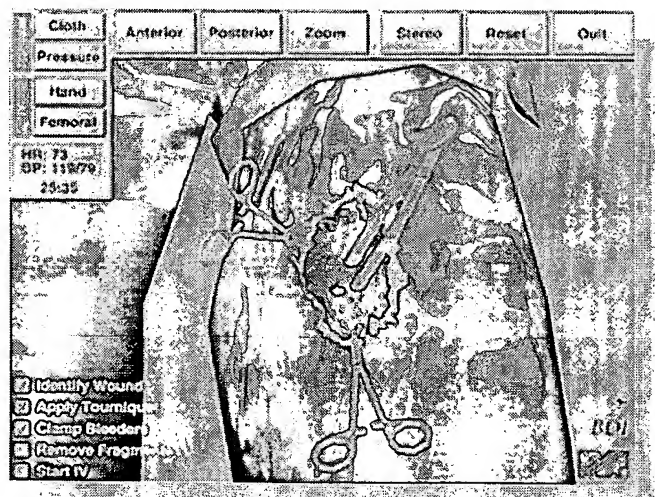 Cloth
Pressure
Hand
Femoral
Anterior Posterior Zoom Stereo Reset Quit
HR: 73
BP: 119/79
25:35
Identify Wound
Apply Tourniquet
Clamp Bleeders
Remove Fragments
Start IV
BDI